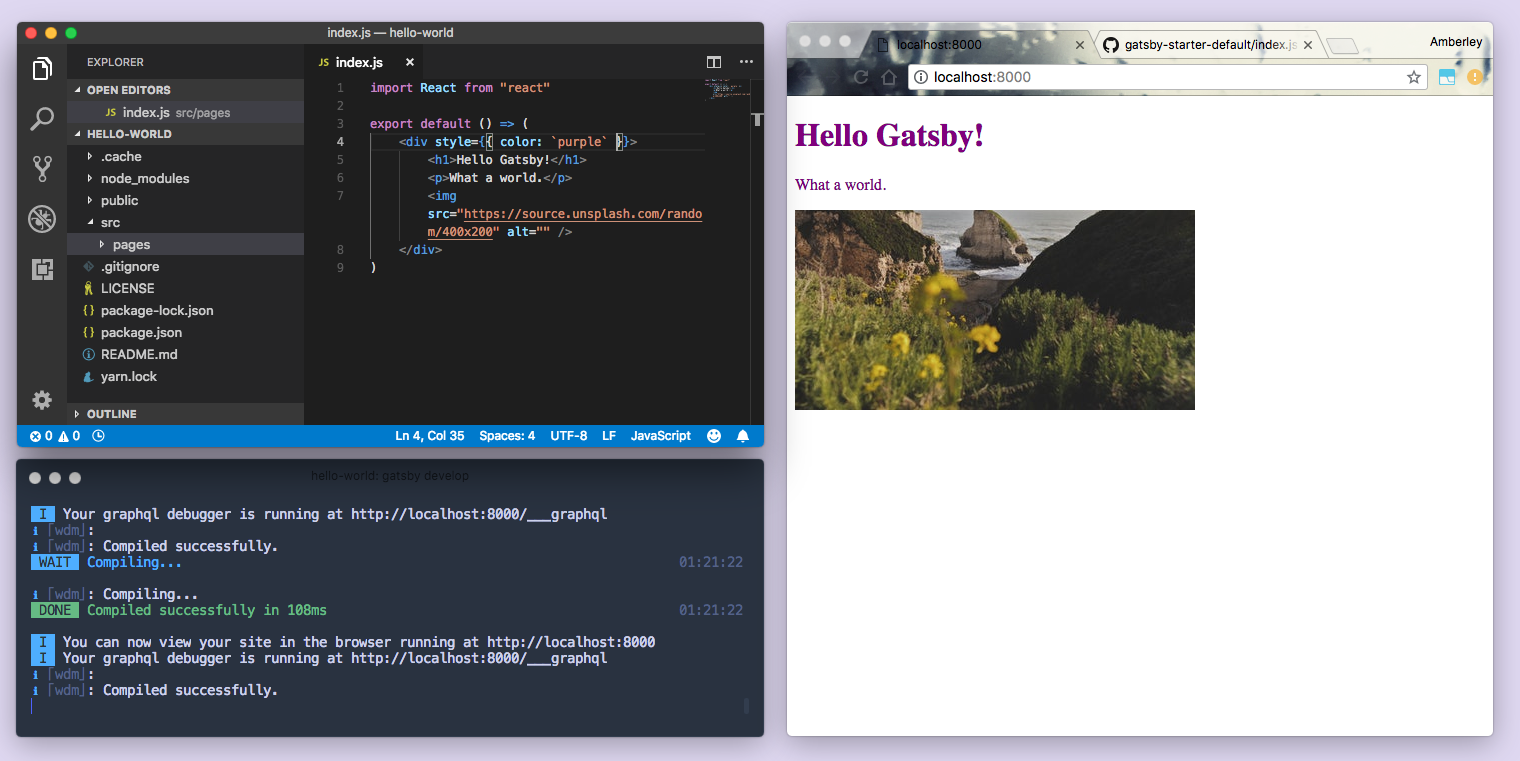 index.js — hello-world
EXPLORER
OPEN EDITORS
JS index.js src/pages
HELLO-WORLD
.cache
node_modules
public
src
pages
.gitignore
LICENSE
{} package-lock.json
{} package.json
README.md
yarn.lock
OUTLINE
JS index.js ×
1 import React from "react"
2
3 export default () => (
4 <div style={{ color: `purple` }}>
5 <h1>Hello Gatsby!</h1>
6 <p>What a world.</p>
7 <img
src="https://source.unsplash.com/rando
m/400x200" alt="" />
8 </div>
9 )
0 0 Ln 4, Col 35 Spaces: 4 UTF-8 LF JavaScript
hello-world: gatsby develop
I Your graphql debugger is running at http://localhost:8000/___graphql
i ｢wdm｣:
i ｢wdm｣: Compiled successfully.
WAIT Compiling... 01:21:22
i ｢wdm｣: Compiling...
DONE Compiled successfully in 108ms 01:21:22
I You can now view your site in the browser running at http://localhost:8000
I Your graphql debugger is running at http://localhost:8000/___graphql
i ｢wdm｣:
i ｢wdm｣: Compiled successfully.
localhost:8000 × gatsby-starter-default/index.js × Amberley
localhost:8000
Hello Gatsby!
What a world.